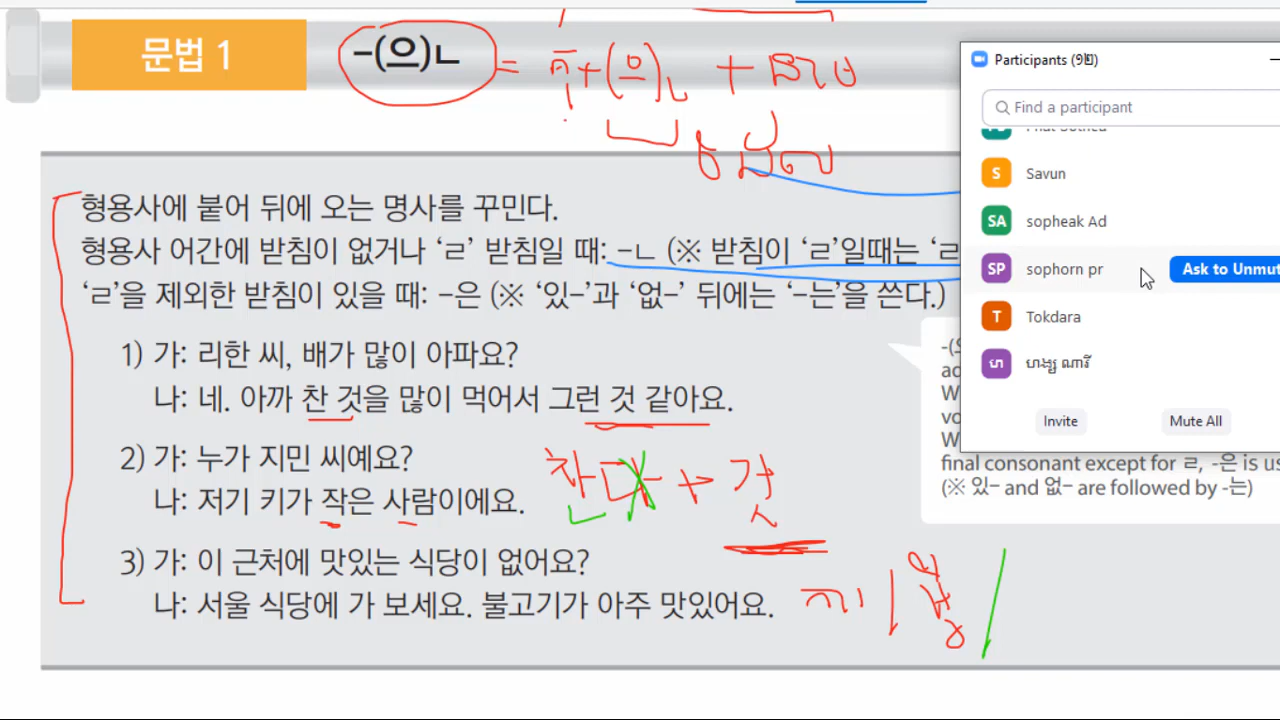 문법 1
-(으)ㄴ
= + (으)ㄴ +
형용사에 붙어 뒤에 오는 명사를 꾸민다.
형용사 어간에 받침이 없거나 ‘ㄹ’ 받침일 때: -ㄴ (※ 받침이 ‘ㄹ’일때는 ‘ㄹ
‘ㄹ’을 제외한 받침이 있을 때: -은 (※ ‘있-’과 ‘없-’ 뒤에는 ‘-는’을 쓴다.)
1) 가: 리한 씨, 배가 많이 아파요?
나: 네. 아까 찬 것을 많이 먹어서 그런 것 같아요.
2) 가: 누가 지민 씨예요?
나: 저기 키가 작은 사람이에요.
차다 + 것
3) 가: 이 근처에 맛있는 식당이 없어요?
나: 서울 식당에 가 보세요. 불고기가 아주 맛있어요.
Participants (9명)
Find a participant
S Savun
SA sopheak Ad
SP sophorn pr
Ask to Unmut
T Tokdara
Invite
Mute All
final consonant except for ㄹ, -은 is us
(※ 있- and 없- are followed by -는)